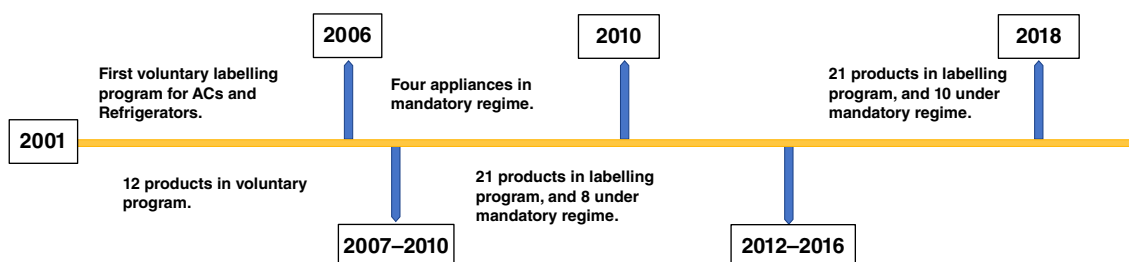 2001
2006
First voluntary labelling
program for ACs and
Refrigerators.
12 products in voluntary
program.
2007–2010
2010
Four appliances in
mandatory regime.
21 products in labelling
program, and 8 under
mandatory regime.
2012–2016
2018
21 products in labelling
program, and 10 under
mandatory regime.